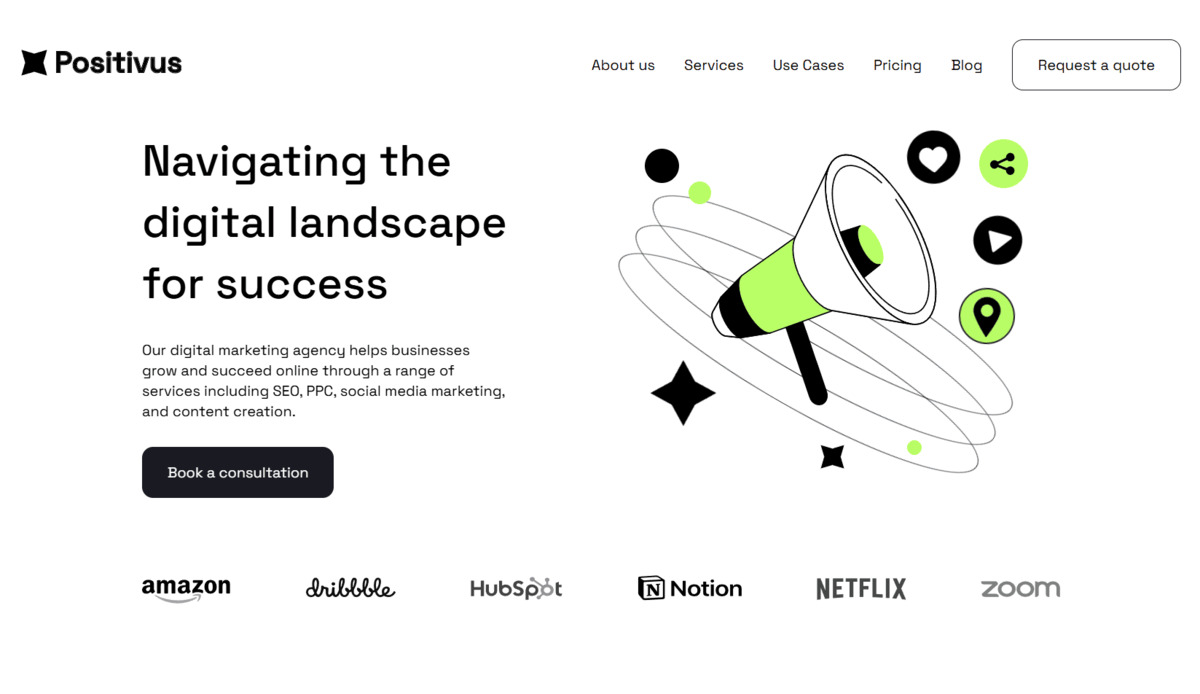 Positivus
About us
Services
Use Cases
Pricing
Blog
Request a quote
Navigating the
digital landscape
for success
Our digital marketing agency helps businesses
grow and succeed online through a range of
services including SEO, PPC, social media marketing,
and content creation.
Book a consultation
amazon
dribbble
HubSpot
Notion
NETFLIX
zoom